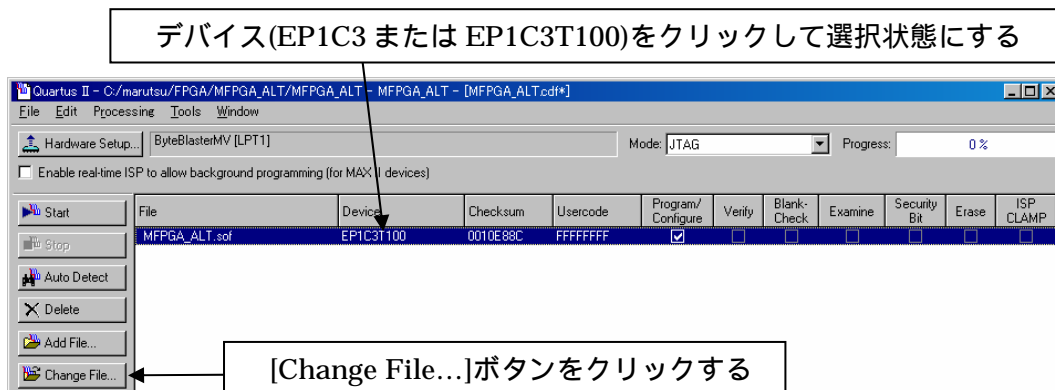 デバイス(EP1C3 または EP1C3T100)をクリックして選択状態にする
Quartus II - C:/marutsu/FPGA/MFPGA_ALT/MFPGA_ALT - MFPGA_ALT - [MFPGA_ALT.cdf*]
File Edit Processing Tools Window
Hardware Setup... ByteBlasterMV [LPT1] Mode: JTAG Progress: 0 %
Enable real-time ISP to allow background programming (for MAX II devices)
Start File Device Checksum Usercode Program/ Configure Verify Blank- Check Examine Security Bit Erase ISP CLAMP
MFPGA_ALT.sof EP1C3T100 0010E88C FFFFFFFF
Stop
Auto Detect
Delete
Add File...
Change File... [Change File…]ボタンをクリックする